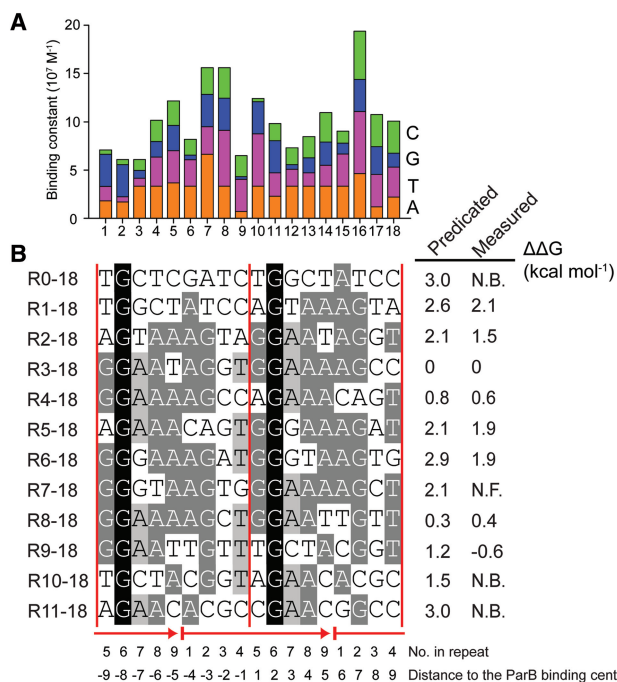 A
Binding constant (10⁷ M⁻¹)
20
15
10
5
0
C
G
T
A
1 2 3 4 5 6 7 8 9 10 11 12 13 14 15 16 17 18
B
Predicated Measured ΔΔG
(kcal mol⁻¹)
R0-18 TGCTCGATCTGGCTATCC 3.0 N.B.
R1-18 TGGCTATCCAGTAAAGTA 2.6 2.1
R2-18 AGTAAAGTAGGAATAGGT 2.1 1.5
R3-18 GGAATAGGTGGAAAAGCC 0 0
R4-18 GGAAAAGCCAGAAACAGT 0.8 0.6
R5-18 AGAAACAGTGGGAAAGAT 2.1 1.9
R6-18 GGGAAAGATGGGTAAGTG 2.9 1.9
R7-18 GGGTAAGTGGGAAAAGCT 2.1 N.F.
R8-18 GGAAAAGCTGGAATTGTT 0.3 0.4
R9-18 GGAATTGTTTGCTACGGT 1.2 -0.6
R10-18 TGCTACGGTAGAACACGC 1.5 N.B.
R11-18 AGAACACGCCGAACGGCC 3.0 N.B.
5 6 7 8 9 1 2 3 4 5 6 7 8 9 1 2 3 4 No. in repeat
-9 -8 -7 -6 -5 -4 -3 -2 -1 1 2 3 4 5 6 7 8 9 Distance to the ParB binding cent